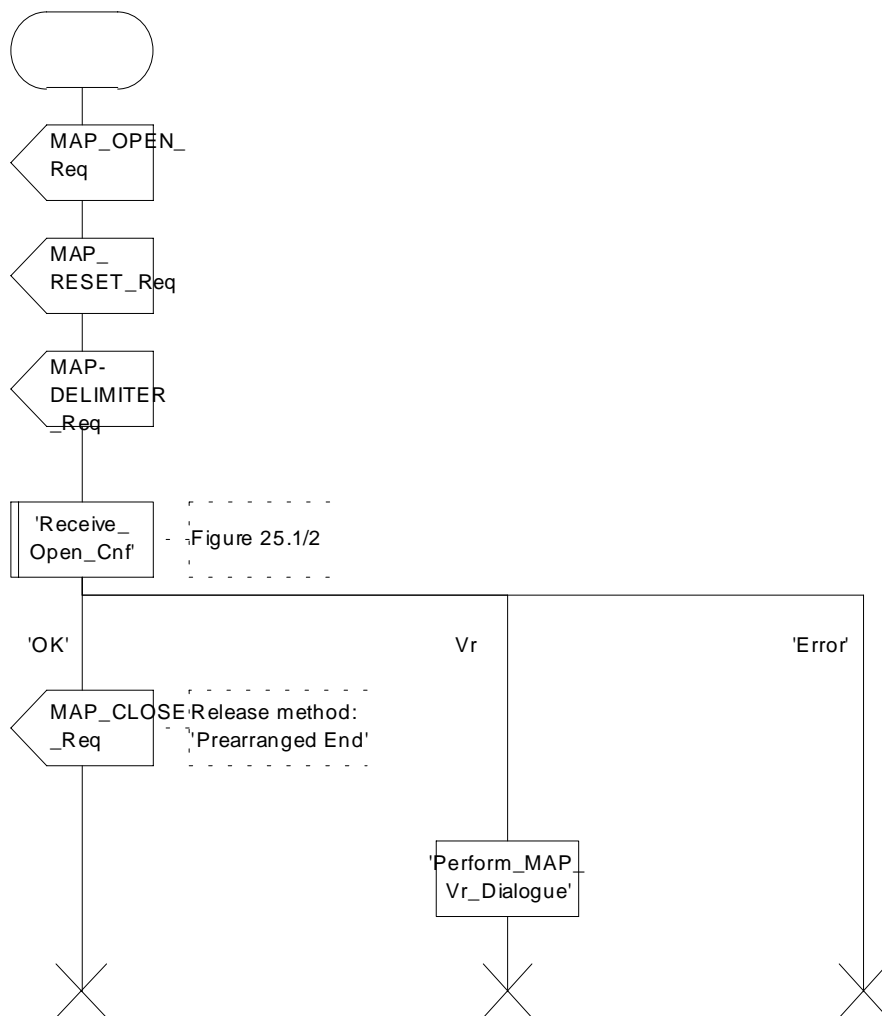 MAP_OPEN_
Req
MAP_
RESET_Req
MAP-
DELIMITER
_Req
'Receive_
Open_Cnf'
Figure 25.1/2
'OK'
Vr
'Error'
MAP_CLOSE
_Req
Release method:
'Prearranged End'
'Perform_MAP_
Vr_Dialogue'